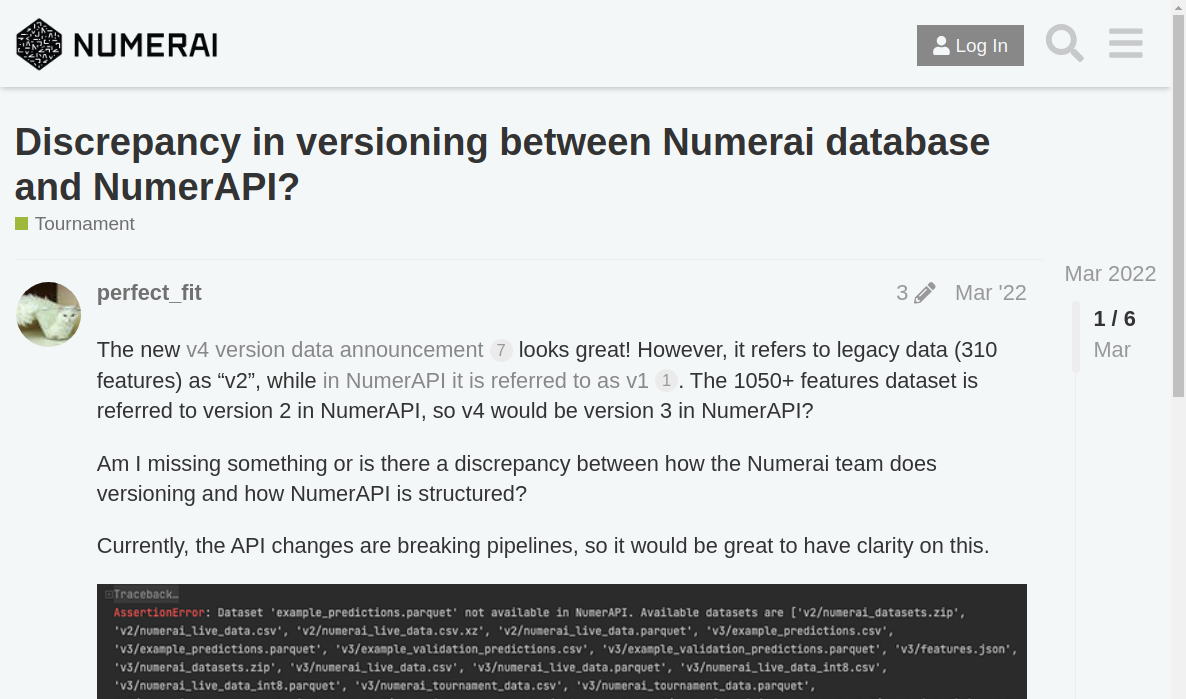 NUMERAI
Log In
Discrepancy in versioning between Numerai database
and NumerAPI?
Tournament
perfect_fit
3
Mar '22
Mar 2022
1 / 6
Mar
The new v4 version data announcement 7 looks great! However, it refers to legacy data (310
features) as “v2”, while in NumerAPI it is referred to as v1 1. The 1050+ features dataset is
referred to version 2 in NumerAPI, so v4 would be version 3 in NumerAPI?
Am I missing something or is there a discrepancy between how the Numerai team does
versioning and how NumerAPI is structured?
Currently, the API changes are breaking pipelines, so it would be great to have clarity on this.
Traceback…
AssertionError: Dataset 'example_predictions.parquet' not available in NumerAPI. Available datasets are ['v2/numerai_datasets.zip',
'v2/numerai_live_data.csv', 'v2/numerai_live_data.csv.xz', 'v2/numerai_live_data.parquet', 'v3/example_predictions.csv',
'v3/example_predictions.parquet', 'v3/example_validation_predictions.csv', 'v3/example_validation_predictions.parquet', 'v3/features.json',
'v3/numerai_datasets.zip', 'v3/numerai_live_data.csv', 'v3/numerai_live_data.parquet', 'v3/numerai_live_data_int8.csv',
'v3/numerai_live_data_int8.parquet', 'v3/numerai_tournament_data.csv', 'v3/numerai_tournament_data.parquet',